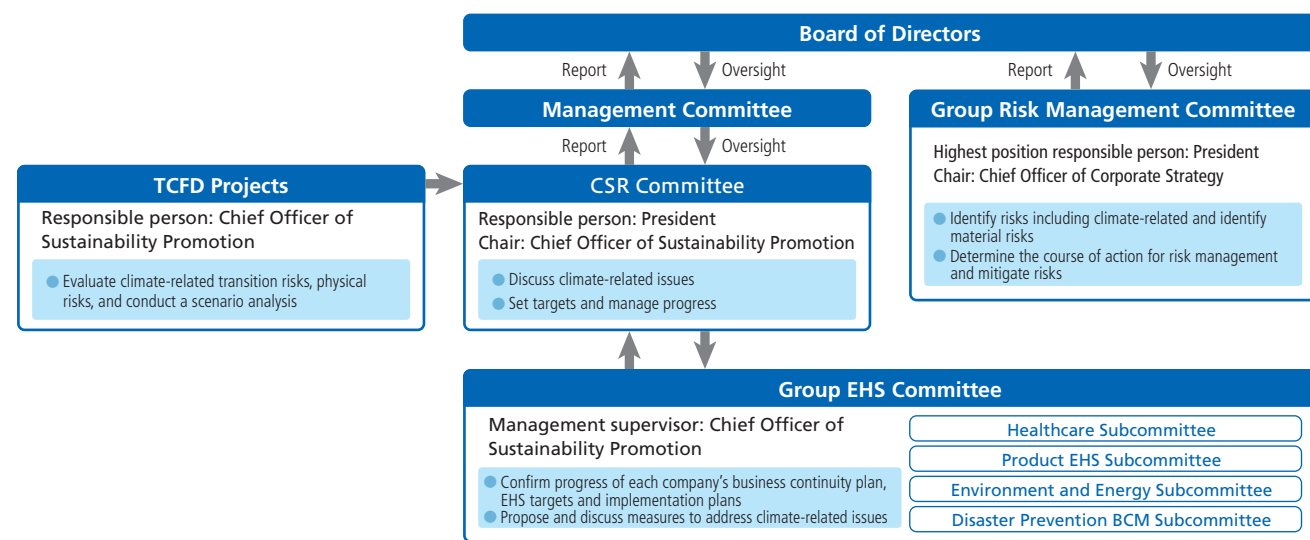 Board of Directors
Report
Oversight
Report
Oversight
Management Committee
Group Risk Management Committee
Highest position responsible person: President
Chair: Chief Officer of Corporate Strategy
Identify risks including climate-related and identify
material risks
Determine the course of action for risk management
and mitigate risks
Report
Oversight
TCFD Projects
Responsible person: Chief Officer of
Sustainability Promotion
Evaluate climate-related transition risks, physical
risks, and conduct a scenario analysis
CSR Committee
Responsible person: President
Chair: Chief Officer of Sustainability Promotion
Discuss climate-related issues
Set targets and manage progress
Group EHS Committee
Management supervisor: Chief Officer of
Sustainability Promotion
Confirm progress of each company's business continuity plan,
EHS targets and implementation plans
Propose and discuss measures to address climate-related issues
Healthcare Subcommittee
Product EHS Subcommittee
Environment and Energy Subcommittee
Disaster Prevention BCM Subcommittee